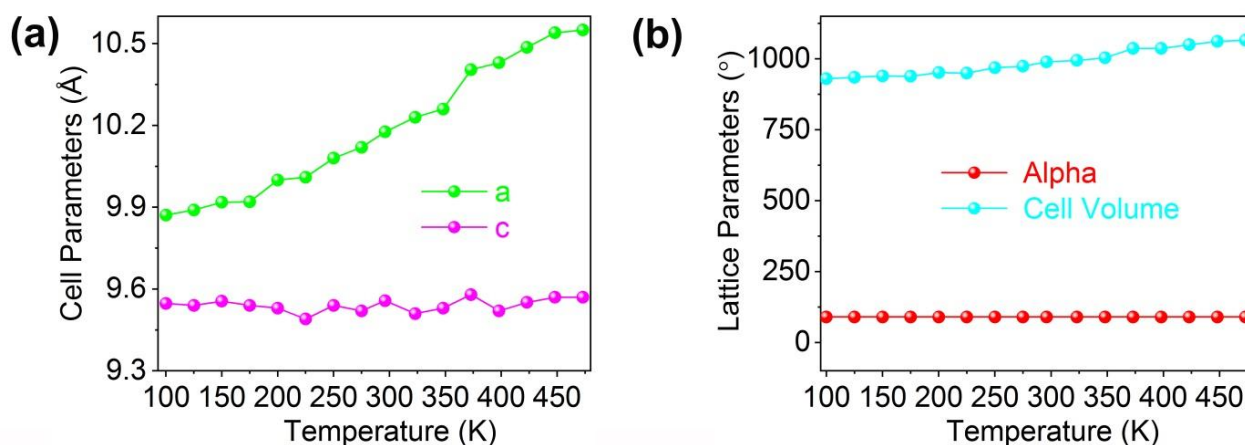 (a)
Cell Parameters (Å)
10.5
10.2
9.9
9.6
9.3
a
c
100 150 200 250 300 350 400 450
Temperature (K)
(b)
Lattice Parameters (°)
1000
750
500
250
0
Alpha
Cell Volume
100 150 200 250 300 350 400 450
Temperature (K)